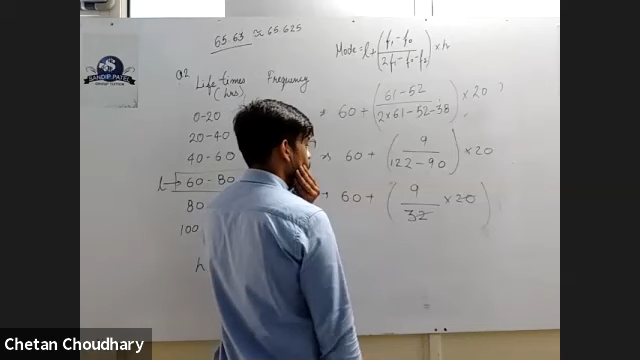 65.63 ≈ 65.625
Mode = l + (f₁ - f₀ / 2f₁ - f₀ - f₂) × h
SANDIP PATEL
Q2 Life times Frequency
(hrs)
0-20
20-40
40-60
l → 60-80
80
100
h
* 60 + (61-52 / 2×61-52-38) × 20
* 60 + (9 / 122-90) × 20
60 + (9 / 32 × 20)
Chetan Choudhary